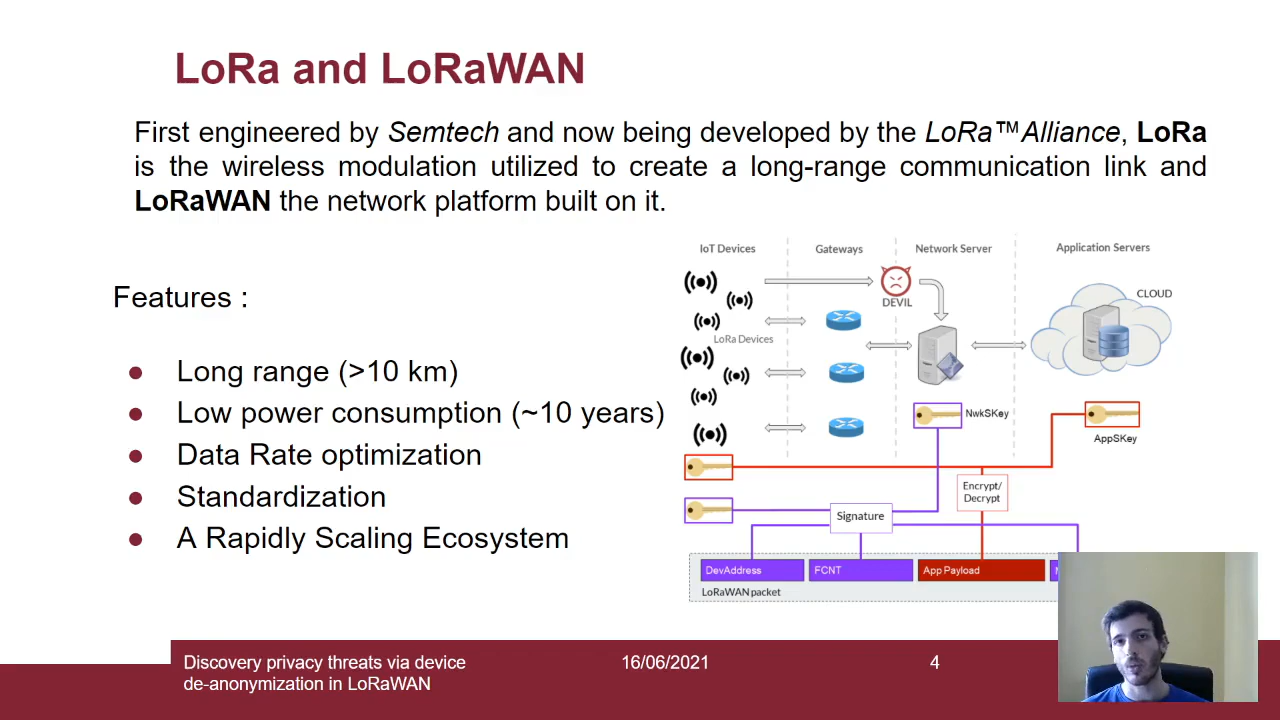 LoRa and LoRaWAN
First engineered by Semtech and now being developed by the LoRa™Alliance, LoRa
is the wireless modulation utilized to create a long-range communication link and
LoRaWAN the network platform built on it.
Features :
● Long range (>10 km)
● Low power consumption (~10 years)
● Data Rate optimization
● Standardization
● A Rapidly Scaling Ecosystem
IoT Devices
Gateways
Network Server
Application Servers
DEVIL
CLOUD
LoRa Devices
NwkSKey
AppSKey
Encrypt/
Decrypt
Signature
DevAddress
FCNT
App Payload
LoRaWAN packet
Discovery privacy threats via device
de-anonymization in LoRaWAN
16/06/2021
4